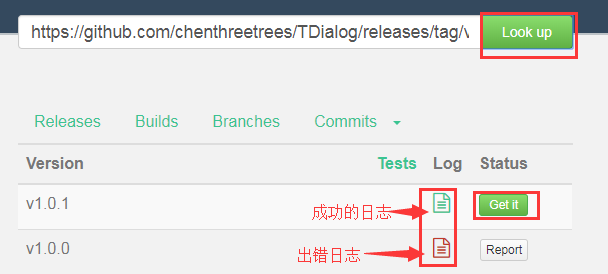 https://github.com/chenthreetrees/TDialog/releases/tag/v
Look up
Releases Builds Branches Commits
Version Tests Log Status
v1.0.1 成功的日志 Get it
v1.0.0 出错日志 Report